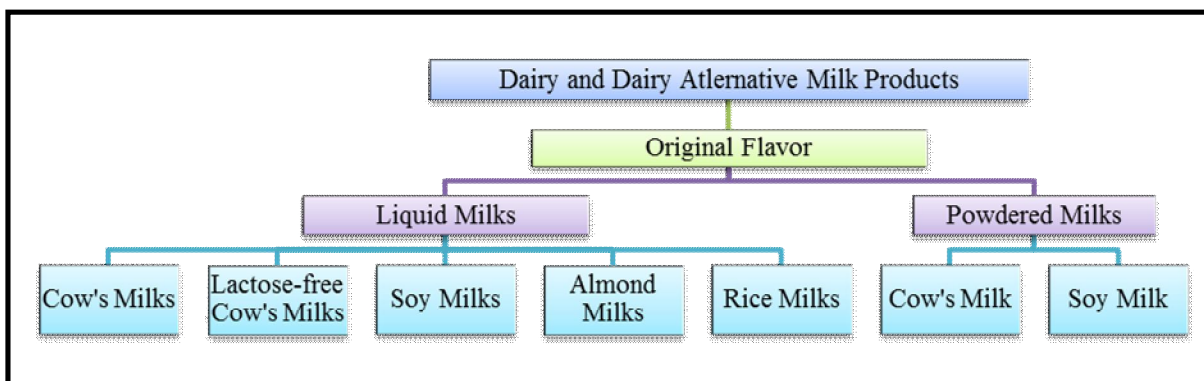 Dairy and Dairy Atlernative Milk Products
Original Flavor
Liquid Milks
Powdered Milks
Cow's Milks
Lactose-free
Cow's Milks
Soy Milks
Almond
Milks
Rice Milks
Cow's Milk
Soy Milk